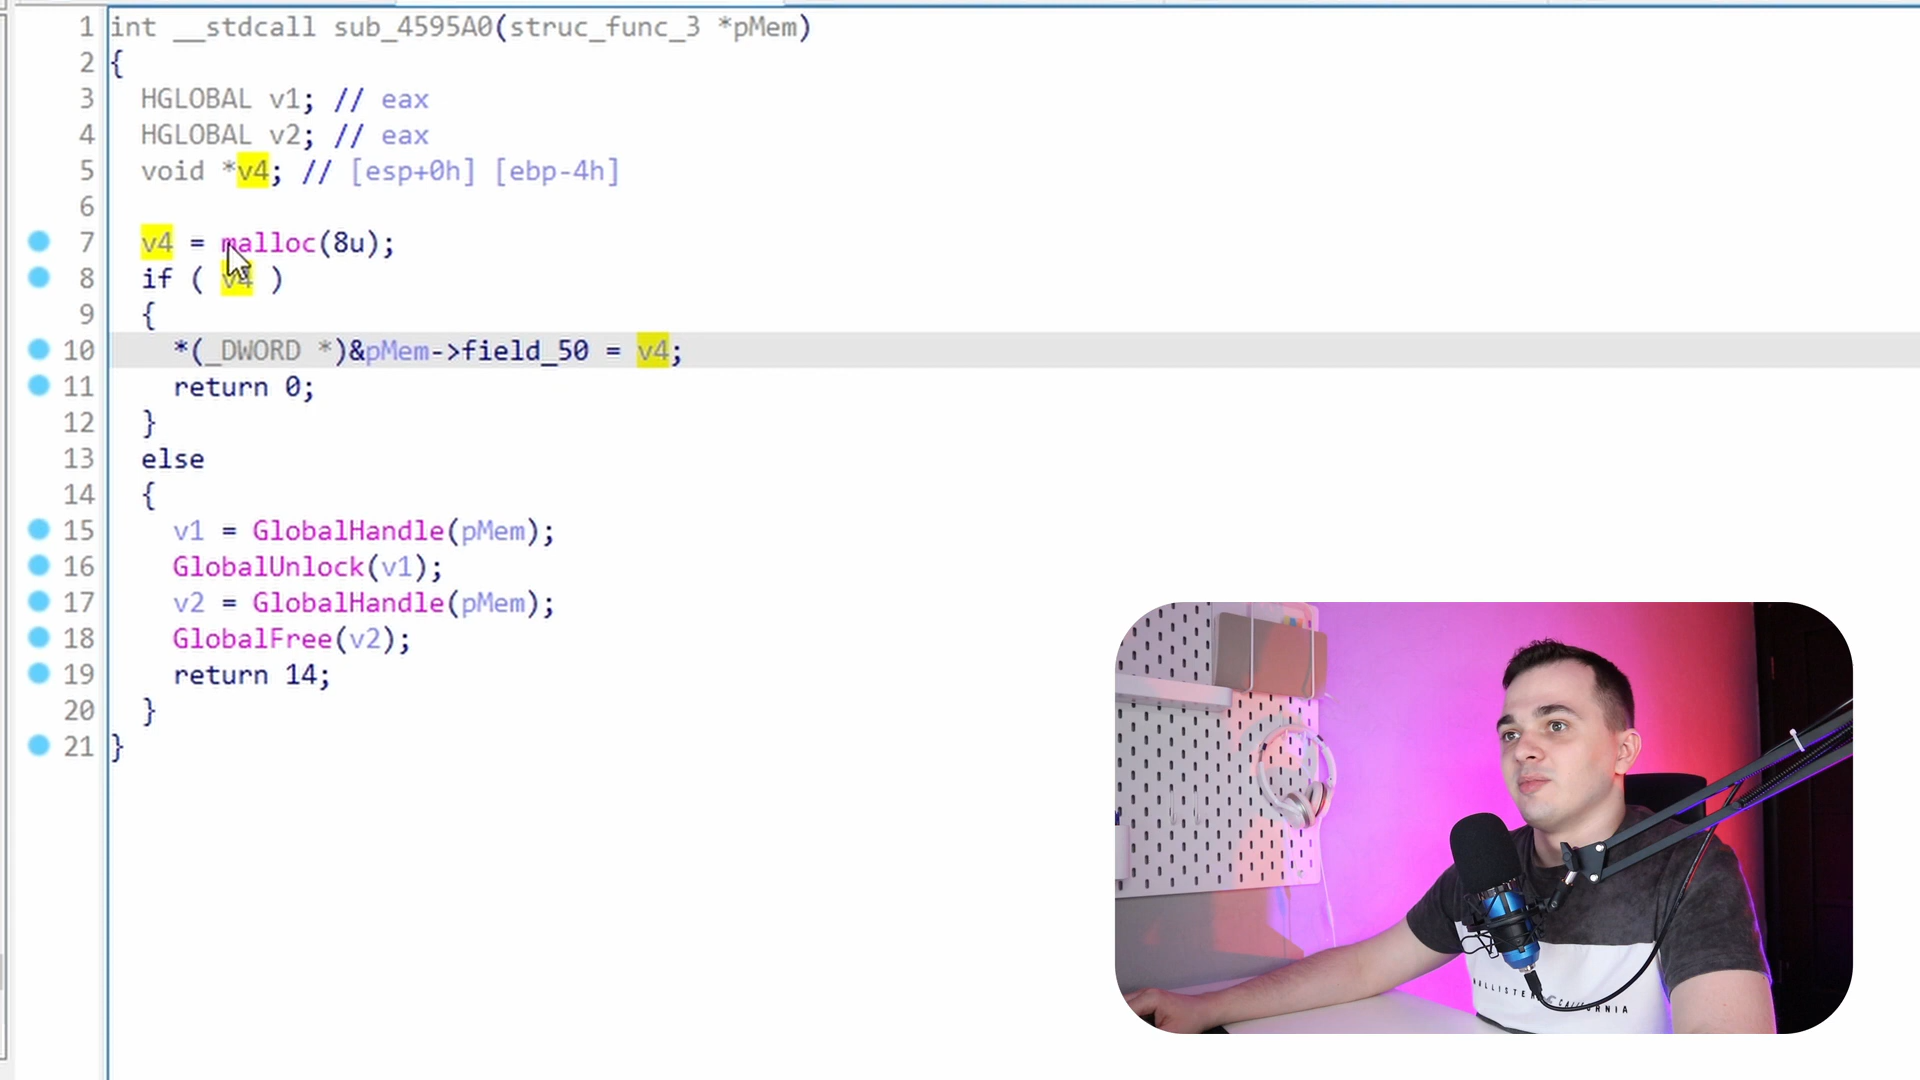 1 int __stdcall sub_4595A0(struc_func_3 *pMem)
2 {
3 HGLOBAL v1; // eax
4 HGLOBAL v2; // eax
5 void *v4; // [esp+0h] [ebp-4h]
6
7 v4 = malloc(8u);
8 if ( v4 )
9 {
10 *(_DWORD *)&pMem->field_50 = v4;
11 return 0;
12 }
13 else
14 {
15 v1 = GlobalHandle(pMem);
16 GlobalUnlock(v1);
17 v2 = GlobalHandle(pMem);
18 GlobalFree(v2);
19 return 14;
20 }
21 }